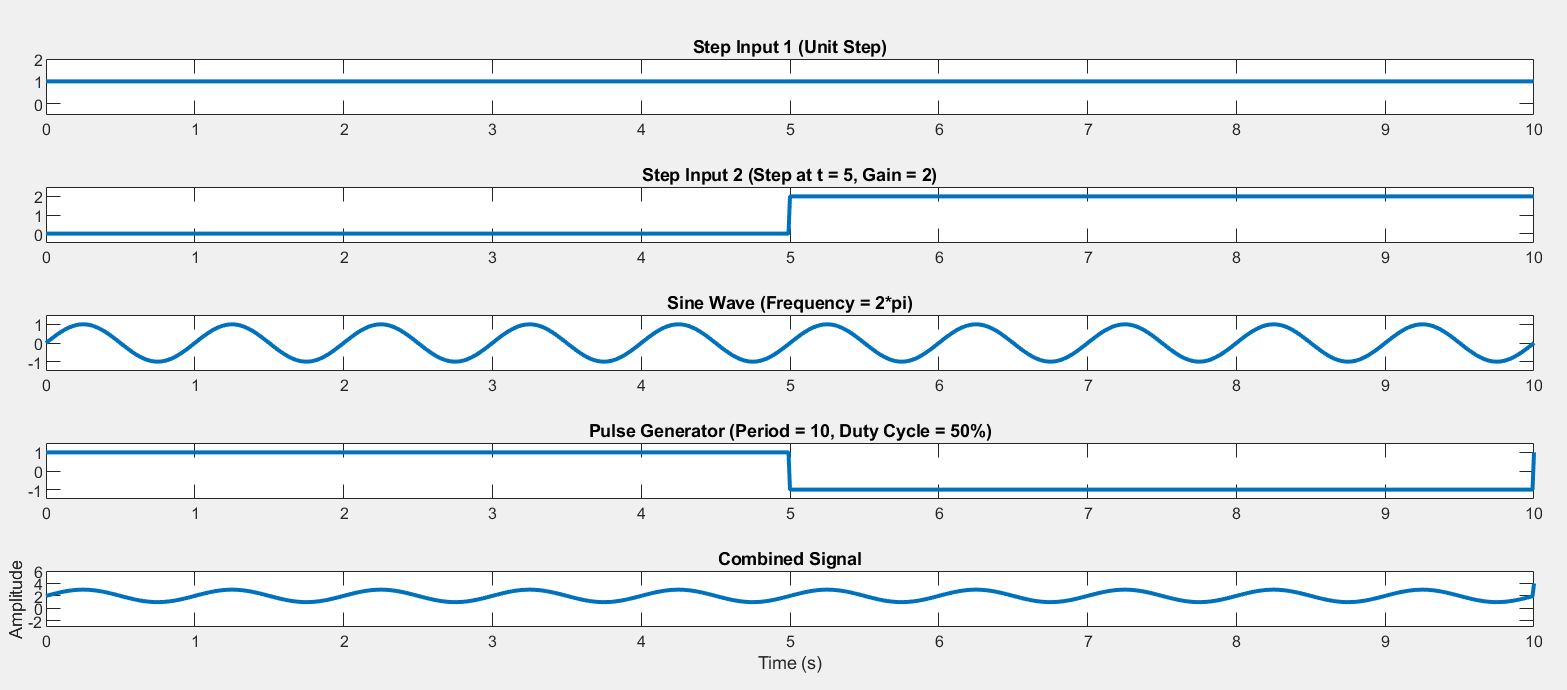 Step Input 1 (Unit Step)
2
1
0
0 1 2 3 4 5 6 7 8 9 10
Step Input 2 (Step at t = 5, Gain = 2)
2
1
0
0 1 2 3 4 5 6 7 8 9 10
Sine Wave (Frequency = 2*pi)
1
0
-1
0 1 2 3 4 5 6 7 8 9 10
Pulse Generator (Period = 10, Duty Cycle = 50%)
1
0
-1
0 1 2 3 4 5 6 7 8 9 10
Combined Signal
Amplitude
6
4
2
0
-2
0 1 2 3 4 5 6 7 8 9 10
Time (s)